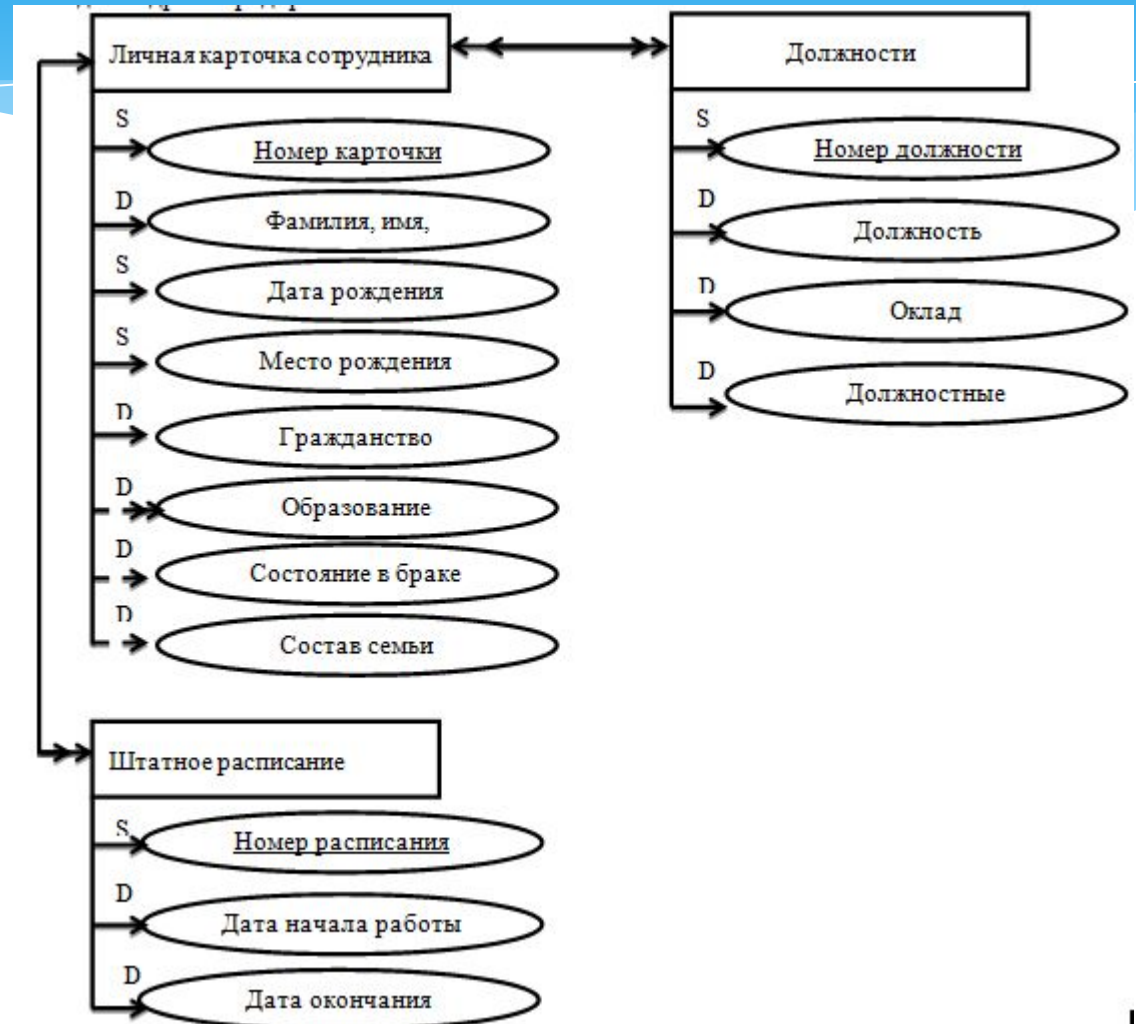 Личная карточка сотрудника
S
Номер карточки
D
Фамилия, имя,
S
Дата рождения
S
Место рождения
D
Гражданство
D
Образование
D
Состояние в браке
D
Состав семьи
Должности
S
Номер должности
D
Должность
D
Оклад
D
Должностные
Штатное расписание
S
Номер расписания
D
Дата начала работы
D
Дата окончания